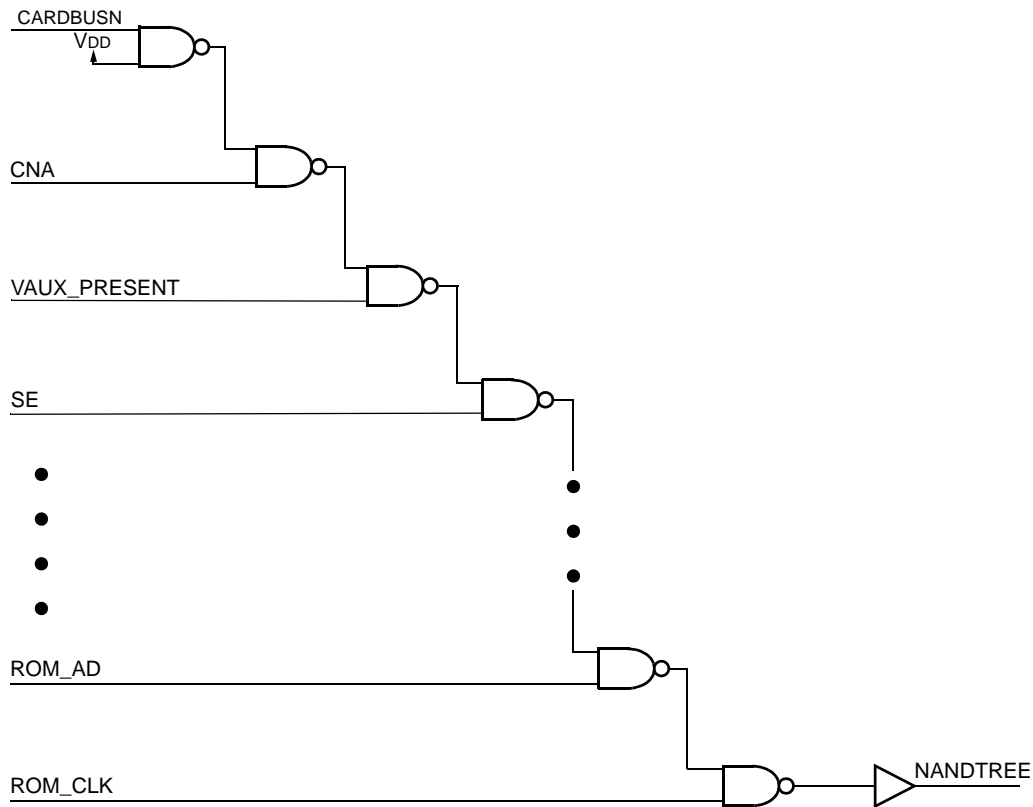 CARDBUSN
VDD
CNA
VAUX_PRESENT
SE
ROM_AD
ROM_CLK
NANDTREE